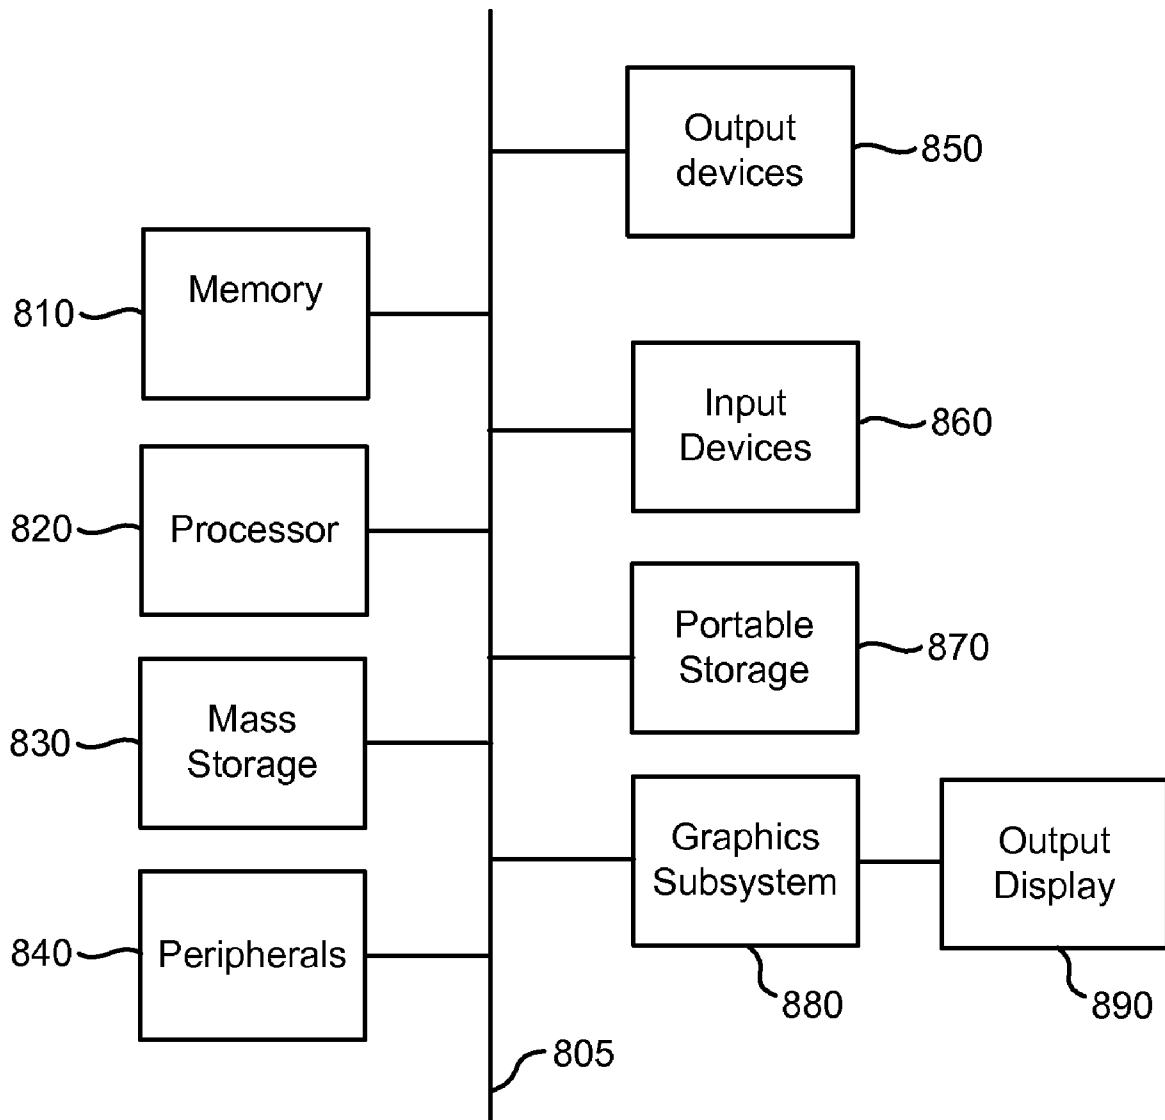 Output
devices
850
Memory
810
Input
Devices
860
Processor
820
Portable
Storage
870
Mass
Storage
830
Graphics
Subsystem
880
Output
Display
890
Peripherals
840
805